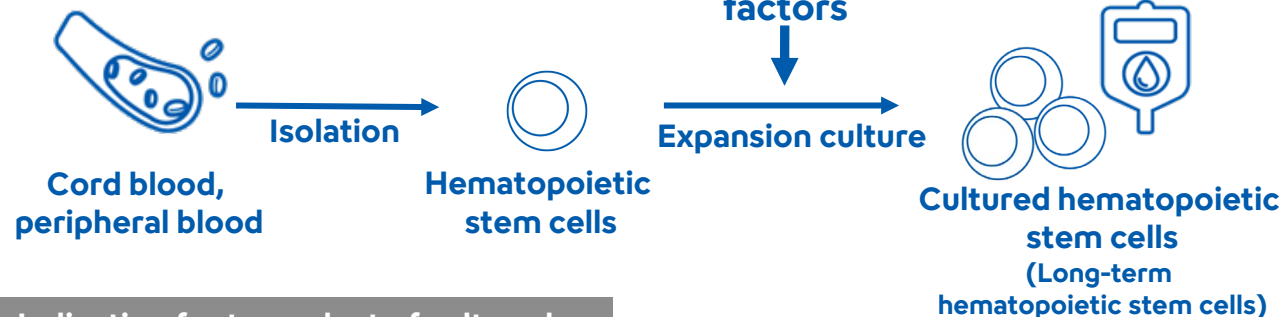 factors
Isolation
Expansion culture
Cord blood,
peripheral blood
Hematopoietic
stem cells
Cultured hematopoietic
stem cells
(Long-term
hematopoietic stem cells)